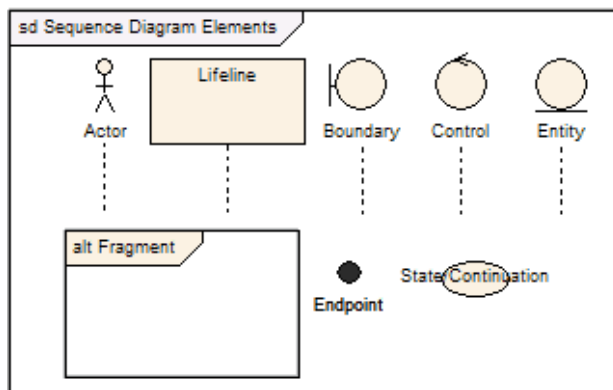 sd Sequence Diagram Elements
Lifeline
Actor
Boundary
Control
Entity
alt Fragment
State/Continuation
Endpoint